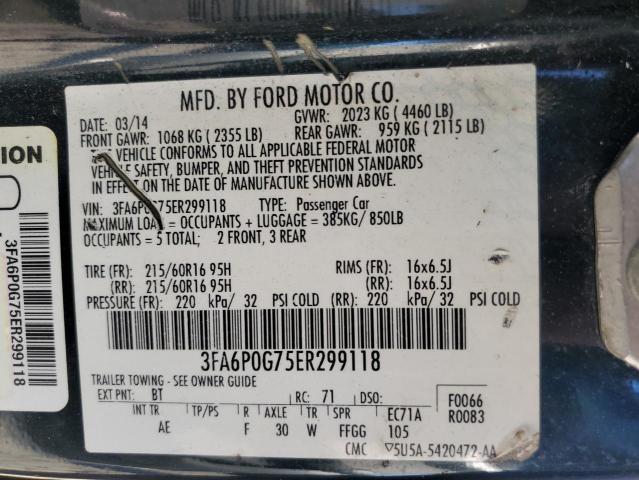 MFD. BY FORD MOTOR CO.
DATE: 03/14 GVWR: 2023 KG ( 4460 LB)
FRONT GAWR: 1068 KG ( 2355 LB) REAR GAWR: 959 KG ( 2115 LB)
THIS VEHICLE CONFORMS TO ALL APPLICABLE FEDERAL MOTOR
VEHICLE SAFETY, BUMPER, AND THEFT PREVENTION STANDARDS
IN EFFECT ON THE DATE OF MANUFACTURE SHOWN ABOVE.
VIN: 3FA6P0G75ER299118 TYPE: Passenger Car
MAXIMUM LOAD = OCCUPANTS + LUGGAGE = 385KG/ 850LB
OCCUPANTS = 5 TOTAL; 2 FRONT, 3 REAR
TIRE (FR): 215/60R16 95H RIMS (FR): 16x6.5J
(RR): 215/60R16 95H (RR): 16x6.5J
PRESSURE (FR): 220 kPa/ 32 PSI COLD (RR): 220 kPa/ 32 PSI COLD
3FA6P0G75ER299118
TRAILER TOWING - SEE OWNER GUIDE
EXT PNT: BT RC: 71 DSO: F0066
INT TR TP/PS R AXLE TR SPR EC71A R0083
AE F 30 W FFGG 105
CMC ▽5U5A-5420472-AA
ION
3FA6P0G75ER299118